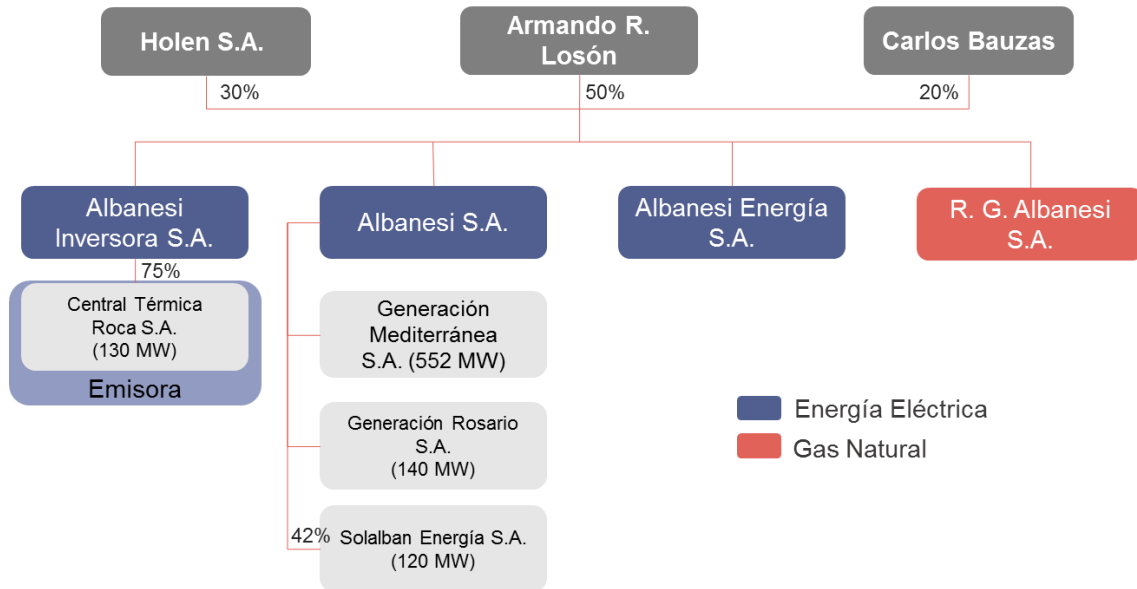 Holen S.A.
Armando R.
Losón
Carlos Bauzas
30%
50%
20%
Albanesi
Inversora S.A.
Albanesi S.A.
Albanesi Energía
S.A.
R. G. Albanesi
S.A.
75%
Central Térmica
Roca S.A.
(130 MW)
Emisora
Generación
Mediterránea
S.A. (552 MW)
Generación Rosario
S.A.
(140 MW)
42%
Solalban Energía S.A.
(120 MW)
Energía Eléctrica
Gas Natural